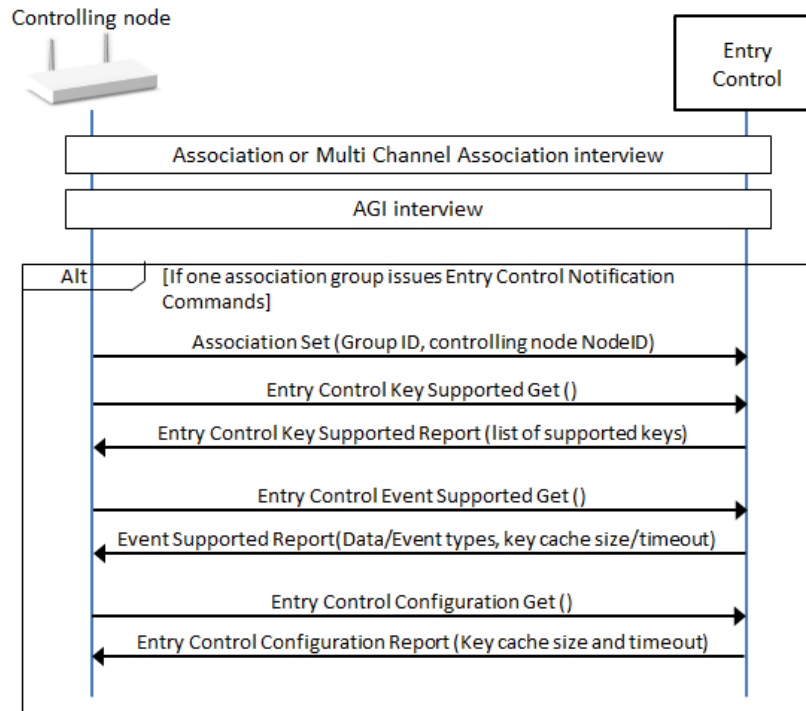 Controlling node
Entry
Control
Association or Multi Channel Association interview
AGI interview
Alt
[If one association group issues Entry Control Notification
Commands]
Association Set (Group ID, controlling node NodeID)
Entry Control Key Supported Get ()
Entry Control Key Supported Report (list of supported keys)
Entry Control Event Supported Get ()
Event Supported Report(Data/Event types, key cache size/timeout)
Entry Control Configuration Get ()
Entry Control Configuration Report (Key cache size and timeout)